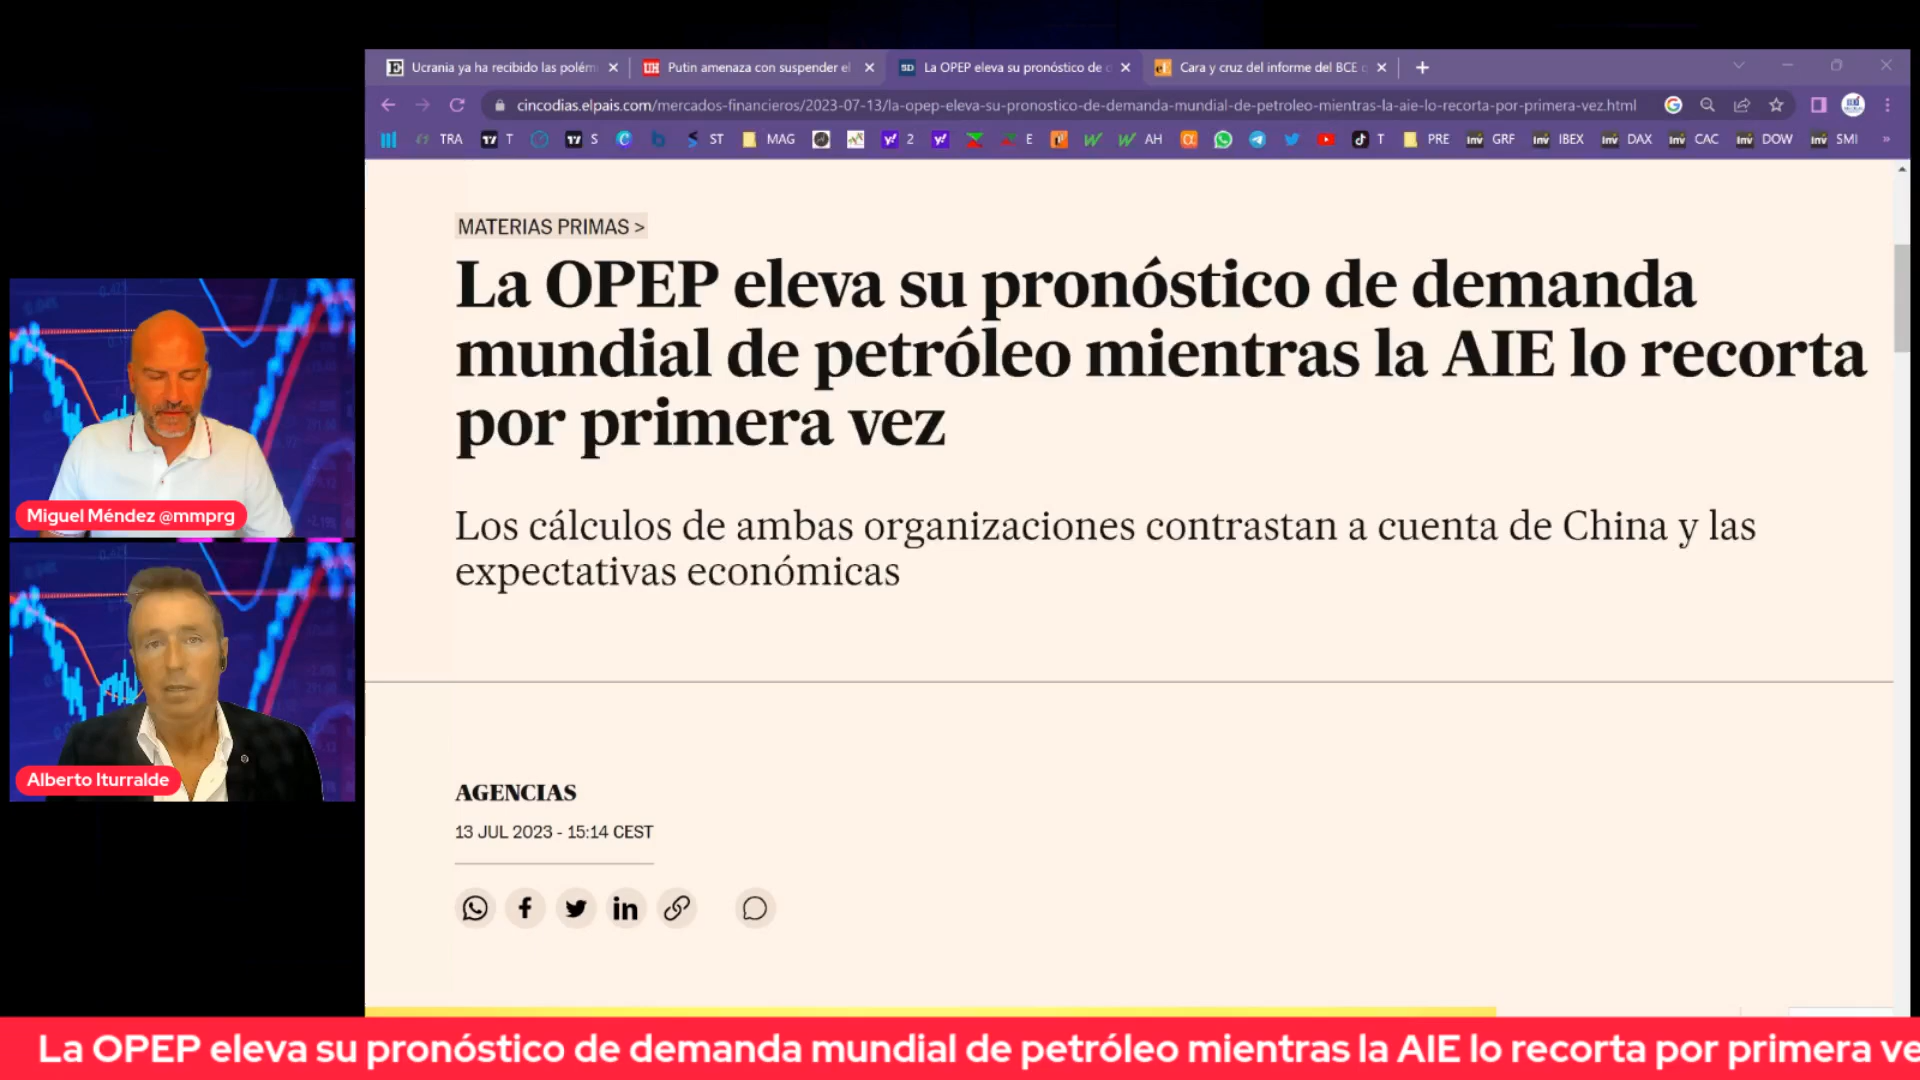 Ucrania ya ha recibido las polém
Putin amenaza con suspender el
La OPEP eleva su pronóstico de d
Cara y cruz del informe del BCE q
cincodias.elpais.com/mercados-financieros/2023-07-13/la-opep-eleva-su-pronostico-de-demanda-mundial-de-petroleo-mientras-la-aie-lo-recorta-por-primera-vez.html
TRA T S ST MAG 2 E AH T PRE GRF IBEX DAX CAC DOW SMI
MATERIAS PRIMAS >
La OPEP eleva su pronóstico de demanda
mundial de petróleo mientras la AIE lo recorta
por primera vez
Los cálculos de ambas organizaciones contrastan a cuenta de China y las
expectativas económicas
AGENCIAS
13 JUL 2023 - 15:14 CEST
Miguel Méndez @mmprg
Alberto Iturralde
La OPEP eleva su pronóstico de demanda mundial de petróleo mientras la AIE lo recorta por primera ve